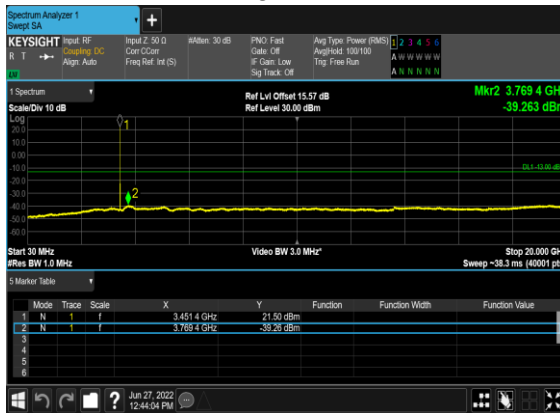 Spectrum Analyzer 1
Swept SA
KEYSIGHT Input: RF Input Z: 50 Ω #Atten: 30 dB PNO: Fast Avg Type: Power (RMS) 1 2 3 4 5 6
R T Coupling: DC Corr CCorr Gate: Off Avg|Hold: 100/100 A W W W W W
Align: Auto Freq Ref: Int (S) IF Gain: Low Trig: Free Run
Sig Track: Off A N N N N N
1 Spectrum
Ref Lvl Offset 15.57 dB Mkr2 3.769 4 GH
Scale/Div 10 dB Ref Level 30.00 dBm -39.263 dBm
Log
20.0
10.0
0.00
-10.0
DL1 -13.00 dB
-20.0
-30.0
-40.0
-50.0
-60.0
1
2
Start 30 MHz Video BW 3.0 MHz* Stop 20.000 GH
#Res BW 1.0 MHz Sweep ~38.3 ms (40001 pts
5 Marker Table
Mode Trace Scale X Y Function Function Width Function Value
1 N 1 f 3.451 4 GHz 21.50 dBm
2 N 1 f 3.769 4 GHz -39.26 dBm
3
4
5
6
? Jun 27, 2022
12:44:04 PM